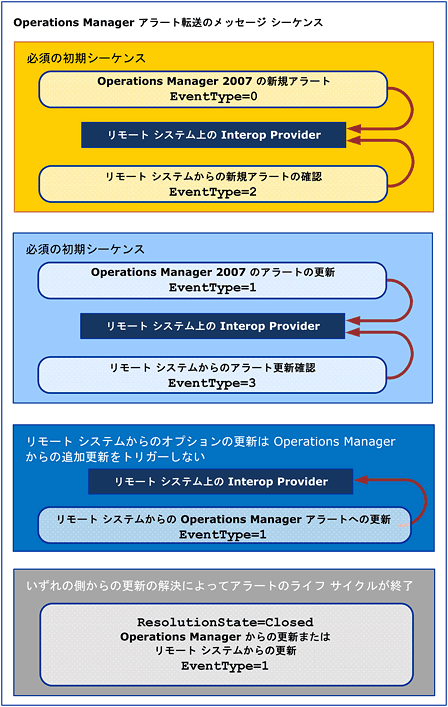 Operations Manager アラート転送のメッセージ シーケンス
必須の初期シーケンス
Operations Manager 2007 の新規アラート
EventType=0
リモート システム上の Interop Provider
リモート システムからの新規アラートの確認
EventType=2
必須の初期シーケンス
Operations Manager 2007 のアラートの更新
EventType=1
リモート システム上の Interop Provider
リモート システムからのアラート更新確認
EventType=3
リモート システムからのオプションの更新は Operations Manager
からの追加更新をトリガーしない
リモート システム上の Interop Provider
リモート システムからの Operations Manager アラートへの更新
EventType=1
いずれの側からの更新の解決によってアラートのライフ サイクルが終了
ResolutionState=Closed
Operations Manager からの更新または
リモート システムからの更新
EventType=1